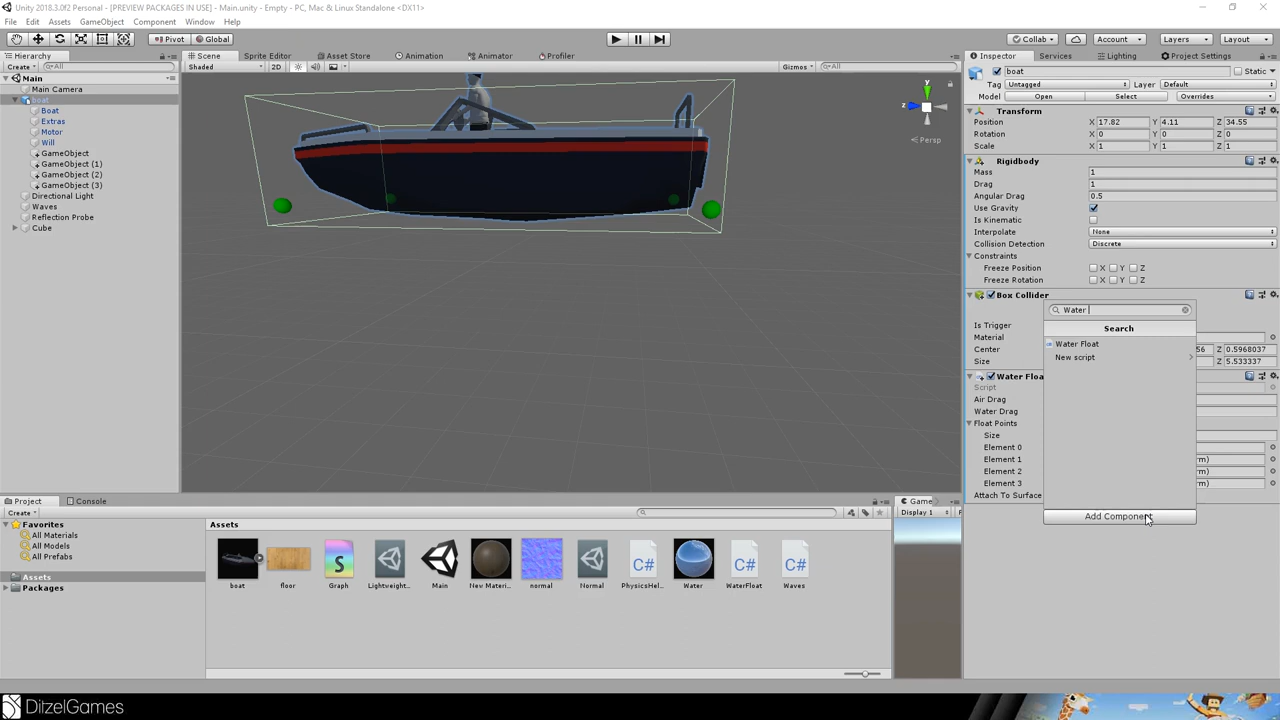 Unity 2018.3.0f2 Personal - [PREVIEW PACKAGES IN USE] - Main.unity - Empty - PC, Mac & Linux Standalone <DX11>
File Edit Assets GameObject Component Window Help
Pivot Global Collab Account Layers Layout
Hierarchy Scene Sprite Editor Asset Store Animation Animator Profiler Inspector Services Lighting Project Settings
Create All Shaded 2D Gizmos All
boat Static
Main
Tag Untagged Layer Default
Main Camera
Model Open Select Overrides
boat
Boat
Extras
Motor
Will
GameObject
GameObject (1)
GameObject (2)
GameObject (3)
Directional Light
Waves
Reflection Probe
Cube
y
z
Persp
Transform
Position X 17.82 Y 4.11 Z 34.55
Rotation X 0 Y 0 Z 0
Scale X 1 Y 1 Z 1
Rigidbody
Mass 1
Drag 1
Angular Drag 0.5
Use Gravity
Is Kinematic
Interpolate None
Collision Detection Discrete
Constraints
Freeze Position X Y Z
Freeze Rotation X Y Z
Box Collider
Water
Is Trigger
Search
Material
Water Float
Center 56 Z 0.5968037
New script
Size Z 5.533337
Water Floa
Script
Air Drag
Water Drag
Float Points
Size
Element 0
Element 1 rm)
Element 2 rm)
Element 3 rm)
Attach To Surface
Add Component
Project Console Game
Create Display 1
Favorites
All Materials
All Models
All Prefabs
Assets
Packages
Assets
boat floor Graph Lightweight... Main New Materi... normal Normal PhysicsHel... Water WaterFloat Waves
S C# C# C#
DitzelGames